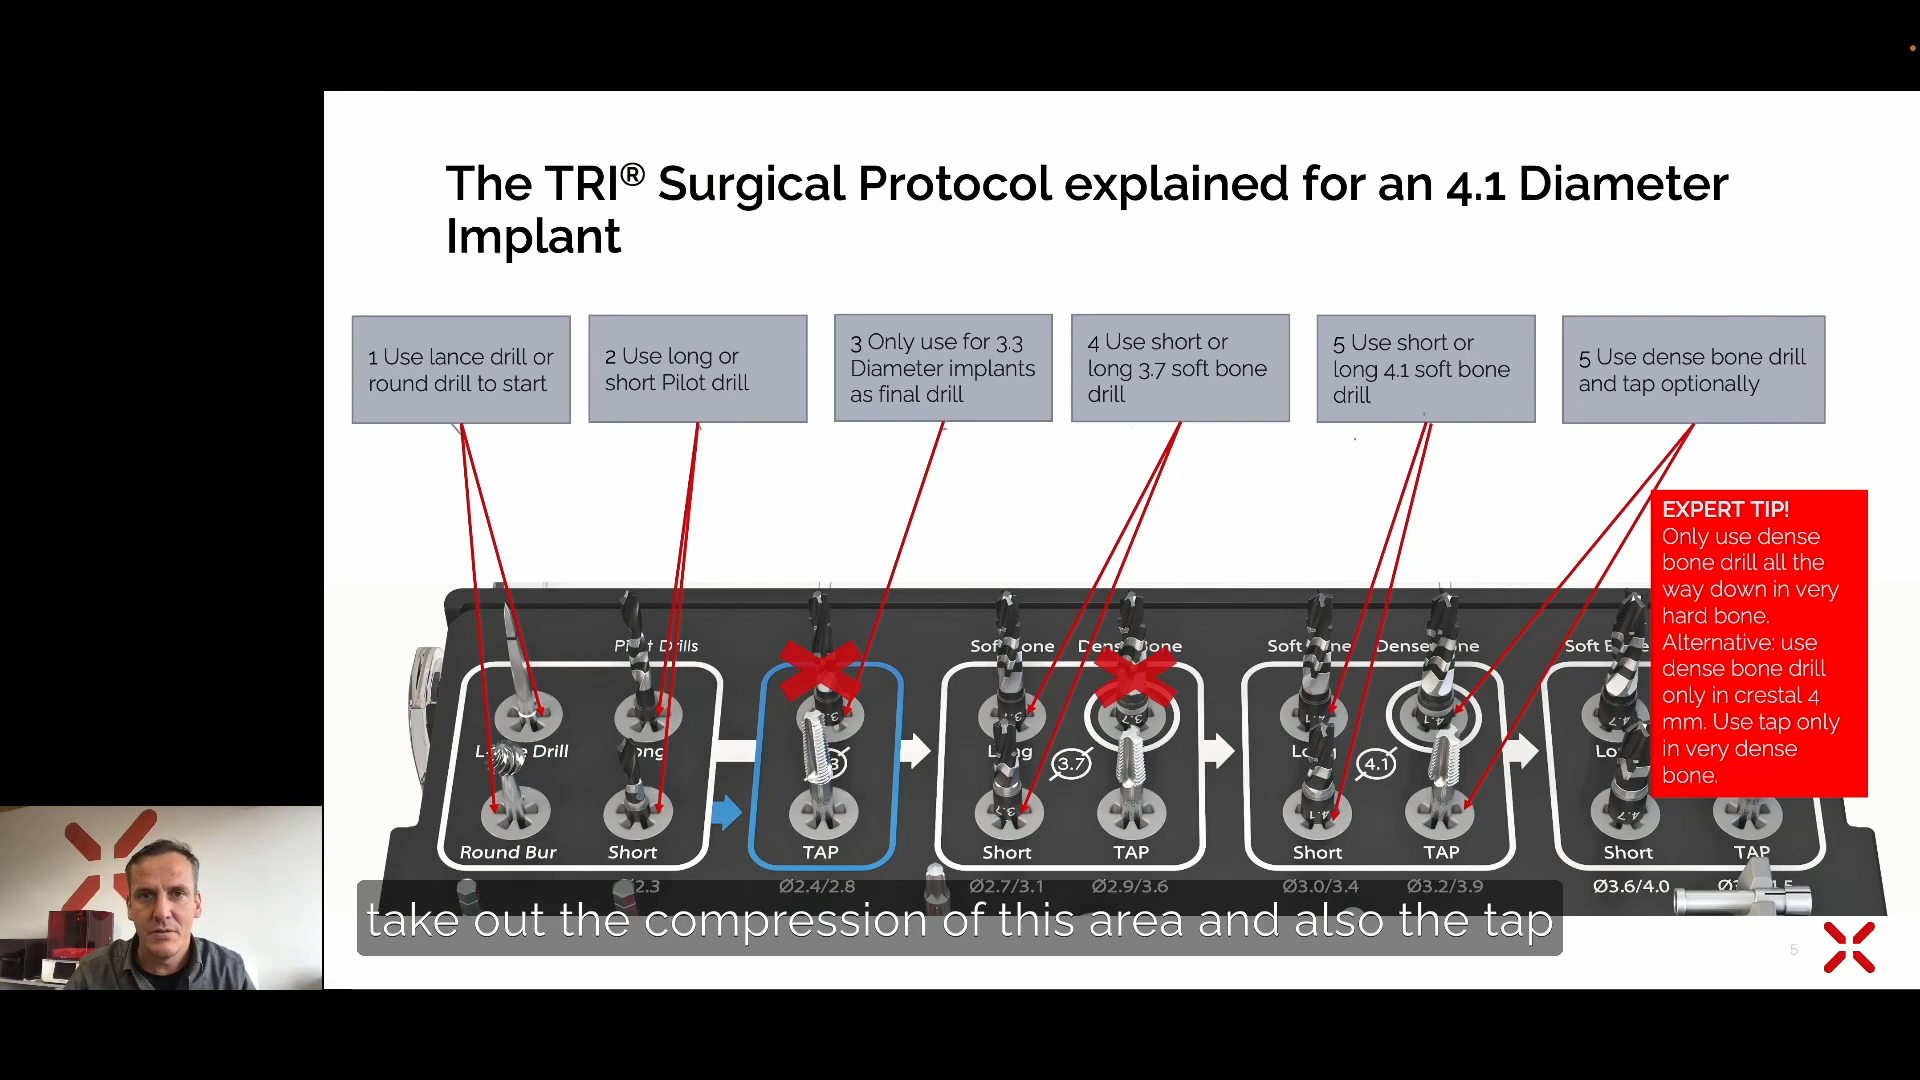 The TRI® Surgical Protocol explained for an 4.1 Diameter
Implant
1 Use lance drill or
round drill to start
2 Use long or
short Pilot drill
3 Only use for 3.3
Diameter implants
as final drill
4 Use short or
long 3.7 soft bone
drill
5 Use short or
long 4.1 soft bone
drill
5 Use dense bone drill
and tap optionally
EXPERT TIP!
Only use dense
bone drill all the
way down in very
hard bone.
Alternative: use
dense bone drill
only in crestal 4
mm. Use tap only
in very dense
bone.
3.7
4.1
Round Bur
Short
TAP
Short
TAP
Short
TAP
Short
TAP
Ø2.4/2.8
Ø2.7/3.1
Ø2.9/3.6
Ø3.0/3.4
Ø3.2/3.9
Ø3.6/4.0
take out the compression of this area and also the tap
5